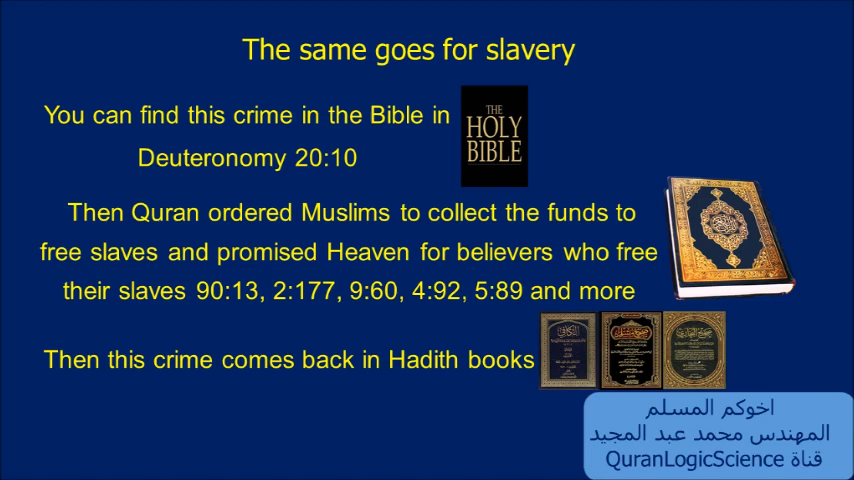 The same goes for slavery
You can find this crime in the Bible in
Deuteronomy 20:10
THE
HOLY
BIBLE
Then Quran ordered Muslims to collect the funds to
free slaves and promised Heaven for believers who free
their slaves 90:13, 2:177, 9:60, 4:92, 5:89 and more
Then this crime comes back in Hadith books
الكافي
صحيح البخاري
اخوكم المسلم
المهندس محمد عبد المجيد
قناة QuranLogicScience